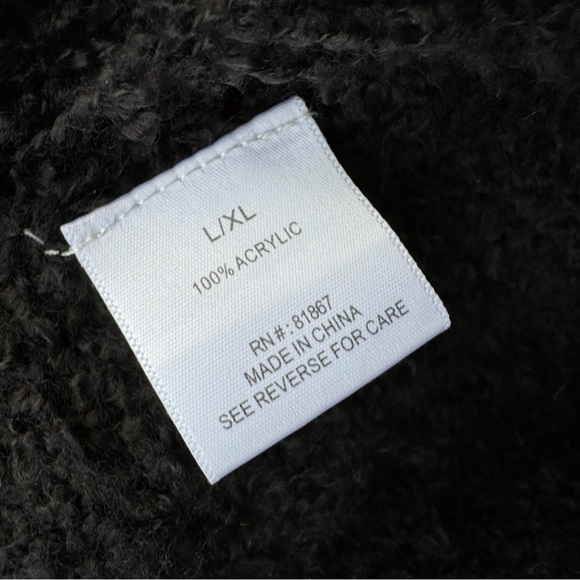 L/XL
100% ACRYLIC
RN #: 81867
MADE IN CHINA
SEE REVERSE FOR CARE